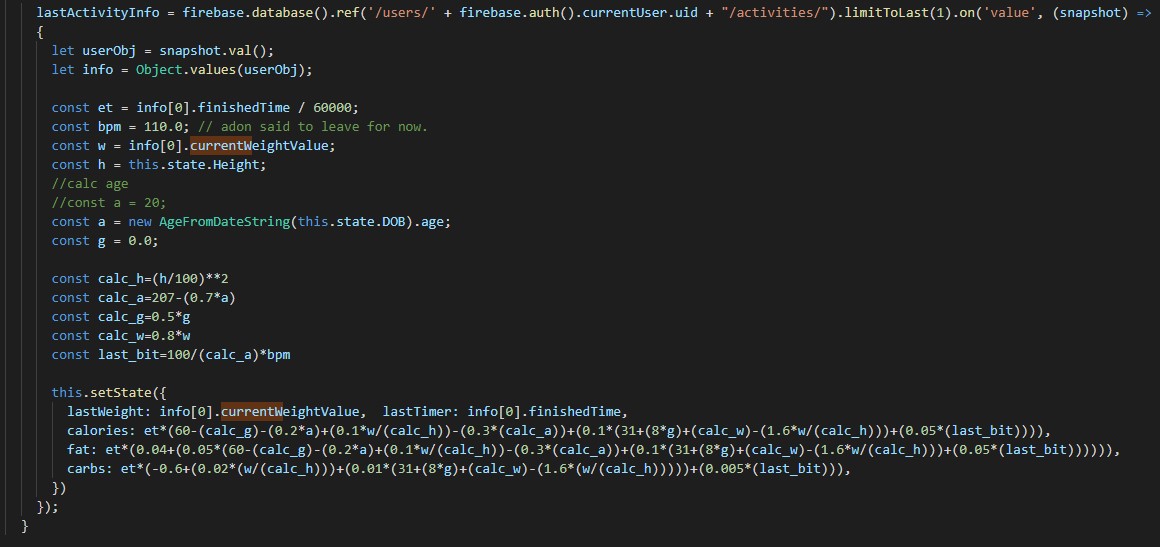 lastActivityInfo = firebase.database().ref('/users/' + firebase.auth().currentUser.uid + "/activities/").limitToLast(1).on('value', (snapshot) =>
{
let userObj = snapshot.val();
let info = Object.values(userObj);
const et = info[0].finishedTime / 60000;
const bpm = 110.0; // adon said to leave for now.
const w = info[0].currentWeightValue;
const h = this.state.Height;
//calc age
//const a = 20;
const a = new AgeFromDateString(this.state.DOB).age;
const g = 0.0;
const calc_h=(h/100)**2
const calc_a=207-(0.7*a)
const calc_g=0.5*g
const calc_w=0.8*w
const last_bit=100/(calc_a)*bpm
this.setState({
lastWeight: info[0].currentWeightValue,  lastTimer: info[0].finishedTime,
calories: et*(60-(calc_g)-(0.2*a)+(0.1*w/(calc_h))-(0.3*(calc_a))+(0.1*(31+(8*g)+(calc_w)-(1.6*w/(calc_h)))+(0.05*(last_bit)))),
fat: et*(0.04+(0.05*(60-(calc_g)-(0.2*a)+(0.1*w/(calc_h))-(0.3*(calc_a))+(0.1*(31+(8*g)+(calc_w)-(1.6*w/(calc_h)))+(0.05*(last_bit)))))),
carbs: et*(-0.6+(0.02*(w/(calc_h)))+(0.01*(31+(8*g)+(calc_w)-(1.6*(w/(calc_h)))))+(0.005*(last_bit))),
})
});
}